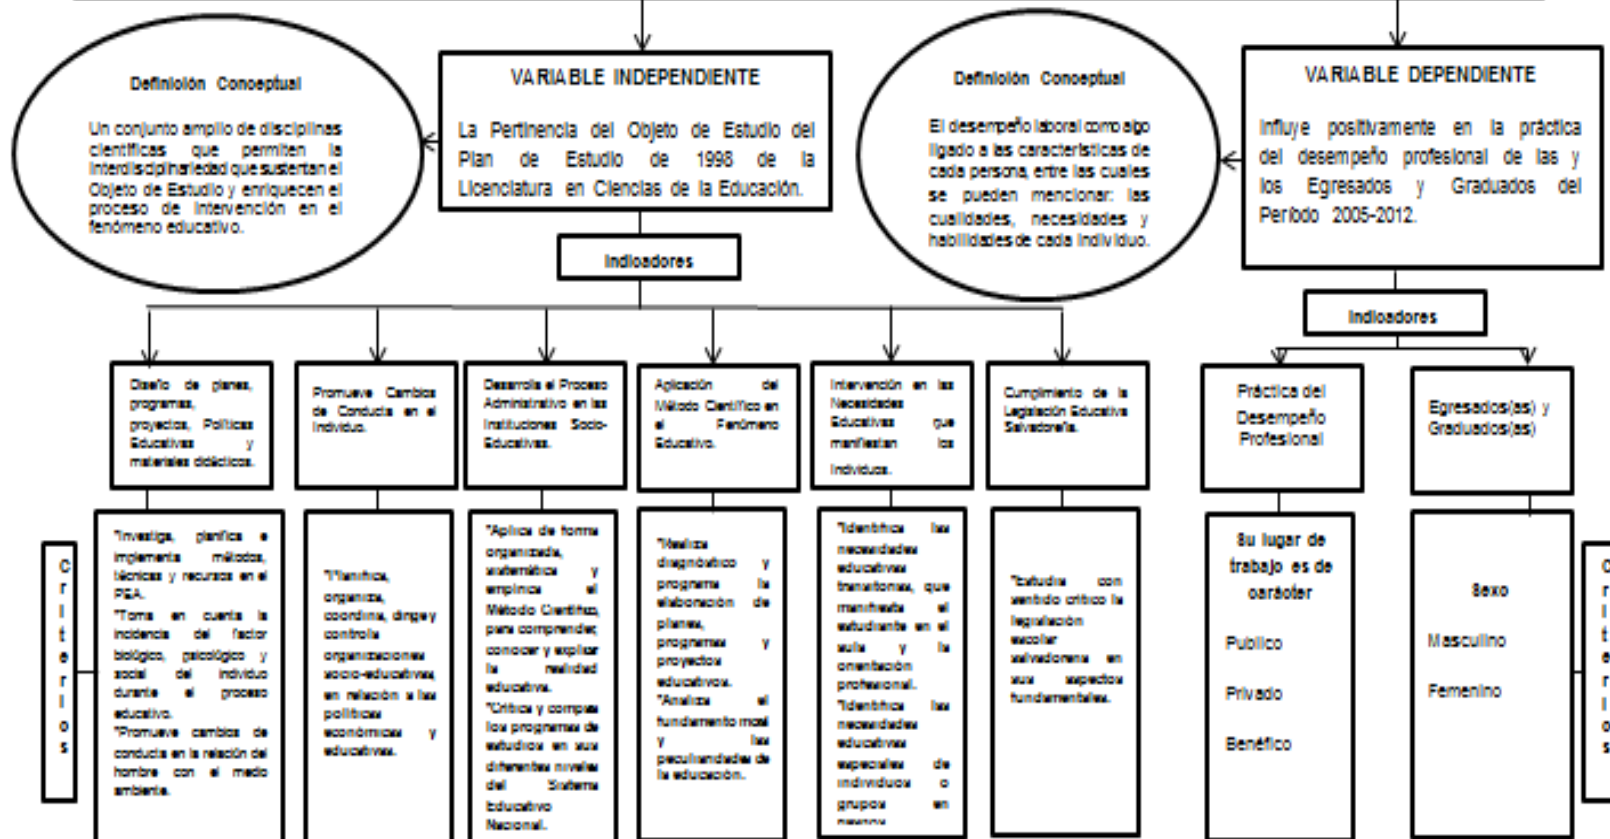 Definición Conceptual
Un conjunto amplio de disciplinas
científicas que permiten la
interdisciplinariedad que sustentan el
Objeto de Estudio y enriquecen el
proceso de intervención en el
fenómeno educativo.
VARIABLE INDEPENDIENTE
La Pertinencia del Objeto de Estudio del
Plan de Estudio de 1998 de la
Licenciatura en Ciencias de la Educación.
Definición Conceptual
El desempeño laboral como algo
ligado a las características de
cada persona, entre las cuales
se pueden mencionar: las
cualidades, necesidades y
habilidades de cada individuo.
VARIABLE DEPENDIENTE
Influye positivamente en la práctica
del desempeño profesional de las y
los Egresados y Graduados del
Período 2005-2012.
Indicadores
Indicadores
Diseño de planes,
programas,
proyectos, Políticas
Educativas y
materiales didácticos.
Promueve Cambios
de Conducta en el
Individuo.
Desarrolla el Proceso
Administrativo en las
Instituciones Socio-
Educativas.
Aplicación del
Método Científico en
el Fenómeno
Educativo.
Intervención en las
Necesidades
Educativas que
manifiestan los
Individuos.
Cumplimiento de la
Legislación Educativa
Salvadoreña.
Práctica del
Desempeño
Profesional
Egresados(as) y
Graduados(as)
Criterios
*Investiga, planifica e
implementa métodos,
técnicas y recursos en el
PEA.
*Toma en cuenta la
incidencia del factor
biológico, psicológico y
social del individuo
durante el proceso
educativo.
*Promueve cambios de
conducta en la relación del
hombre con el medio
ambiente.
*Planifica,
organiza,
coordina, dirige y
controla
organizaciones
socio-educativas,
en relación a las
políticas
económicas y
educativas.
*Aplica de forma
organizada,
sistemática y
empírica el
Método Científico,
para comprender,
conocer y explicar
la realidad
educativa.
*Critica y compara
los programas de
estudios en sus
diferentes niveles
del Sistema
Educativo
Nacional.
*Realiza
diagnóstico y
programa la
elaboración de
planes,
programas y
proyectos
educativos.
*Analiza el
fundamento moral
y las
peculiaridades de
la educación.
*Identifica las
necesidades
educativas
transitorias, que
manifiesta el
estudiante en el
aula y la
orientación
profesional.
*Identifica las
necesidades
educativas
especiales de
individuos o
grupos en
*Estudia con
sentido crítico la
legislación
escolar
salvadorena en
sus aspectos
fundamentales.
Su lugar de
trabajo es de
carácter
Publico
Privado
Benéfico
Sexo
Masculino
Femenino
Criterios